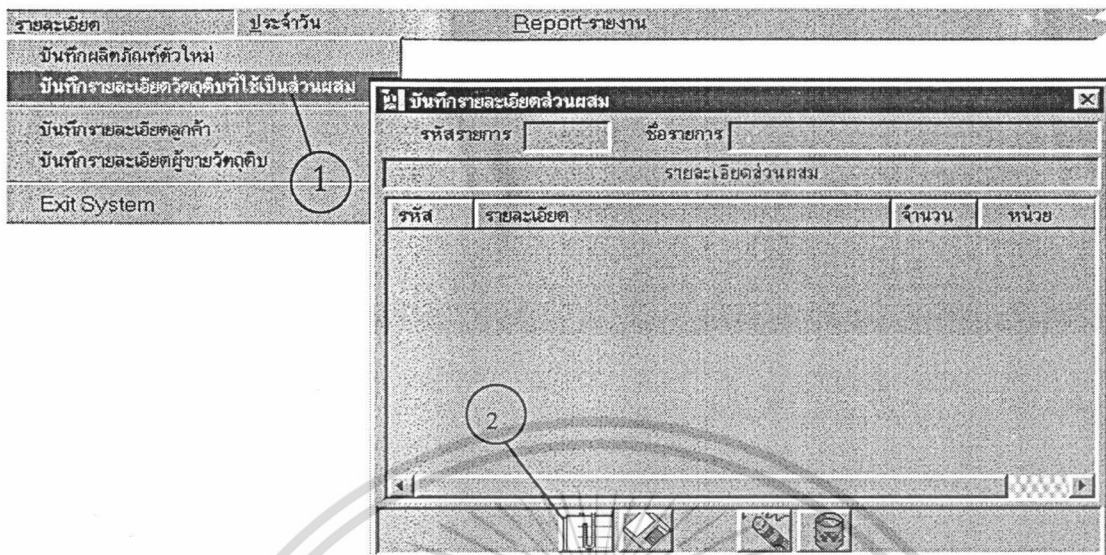 รายละเอียด ประจำวัน Report-รายงาน
บันทึกผลิตภัณฑ์ตัวใหม่
บันทึกรายละเอียดวัตถุดิบที่ใช้เป็นส่วนผสม
บันทึกรายละเอียดลูกค้า
บันทึกรายละเอียดผู้ขายวัตถุดิบ
Exit System
1
บันทึกรายละเอียดส่วนผสม
รหัสรายการ ชื่อรายการ
รายละเอียดส่วนผสม
รหัส รายละเอียด จำนวน หน่วย
2